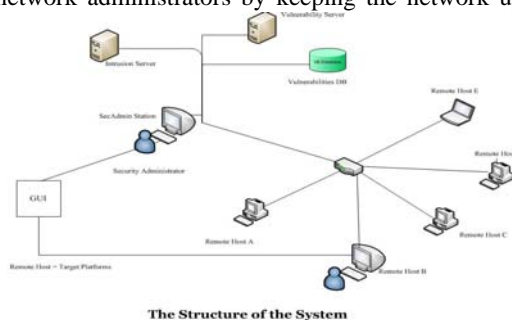 network administrators by keeping the network u
Vulnerability Server
Intrusion Server
Vulnerabilities DB
SecAdmin Station
Remote Host E
Security Administrator
Remote Hos
GUI
Remote Host A
Remote Host C
Remote Host = Target Platforms
Remote Host B
The Structure of the System